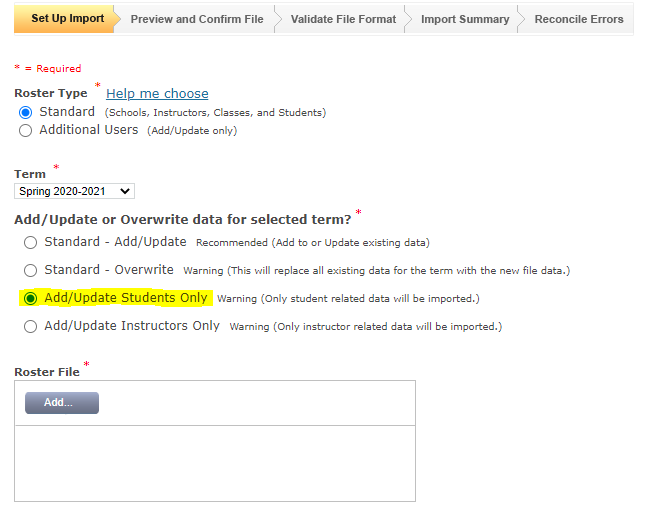 Set Up Import Preview and Confirm File Validate File Format Import Summary Reconcile Errors
* = Required
Roster Type * Help me choose
Standard (Schools, Instructors, Classes, and Students)
Additional Users (Add/Update only)
Term *
Spring 2020-2021
Add/Update or Overwrite data for selected term? *
Standard - Add/Update Recommended (Add to or Update existing data)
Standard - Overwrite Warning (This will replace all existing data for the term with the new file data.)
Add/Update Students Only Warning (Only student related data will be imported.)
Add/Update Instructors Only Warning (Only instructor related data will be imported.)
Roster File *
Add...